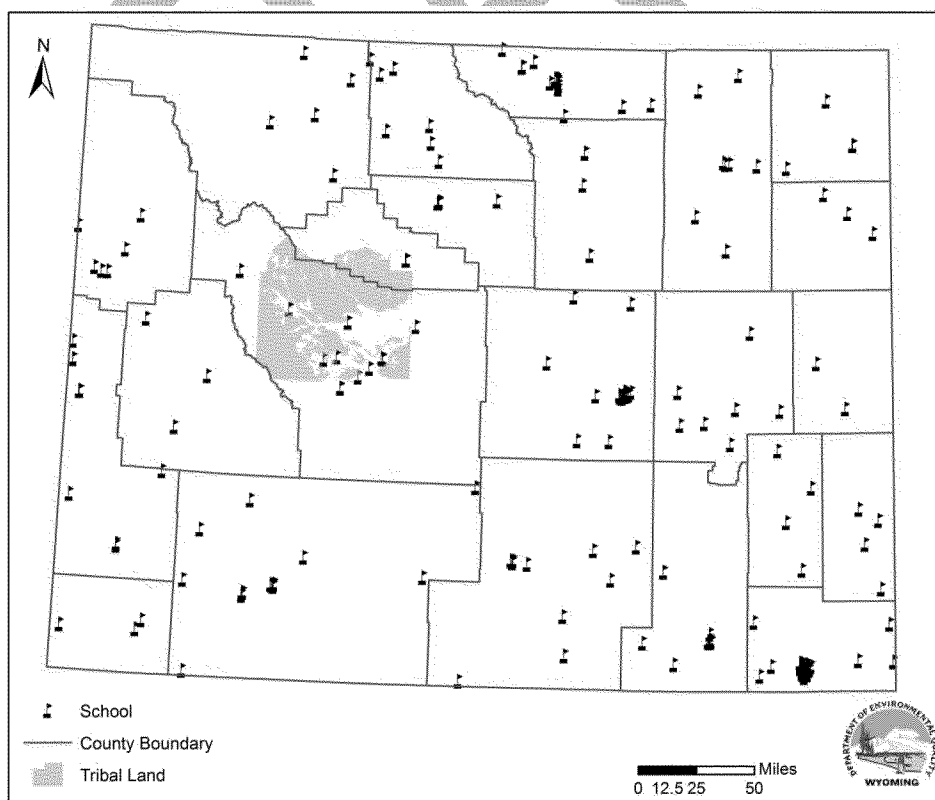 N
School
County Boundary
Tribal Land
Miles
0 12.5 25 50
DEPARTMENT OF ENVIRONMENTAL QUALITY
WYOMING